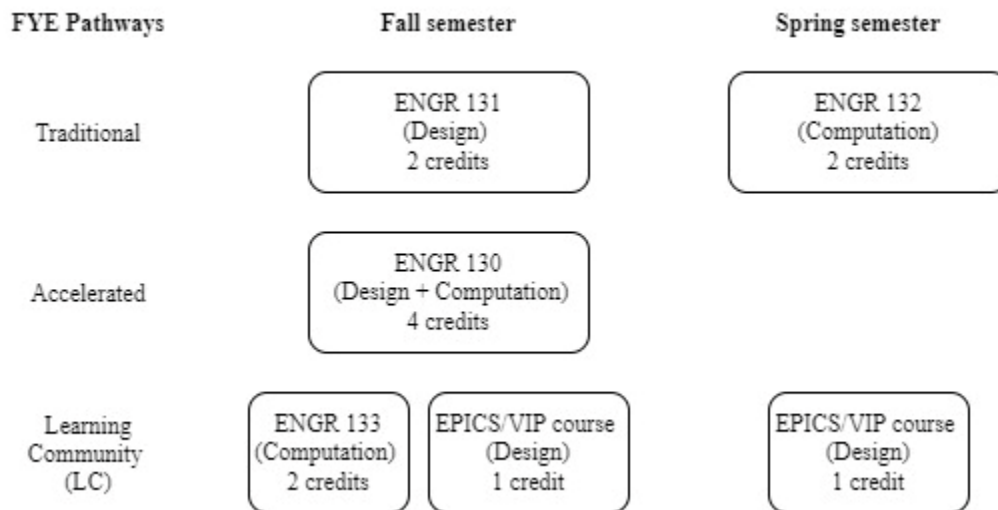 FYE Pathways
Fall semester
Spring semester
Traditional
ENGR 131
(Design)
2 credits
ENGR 132
(Computation)
2 credits
Accelerated
ENGR 130
(Design + Computation)
4 credits
Learning
Community
(LC)
ENGR 133
(Computation)
2 credits
EPICS/VIP course
(Design)
1 credit
EPICS/VIP course
(Design)
1 credit